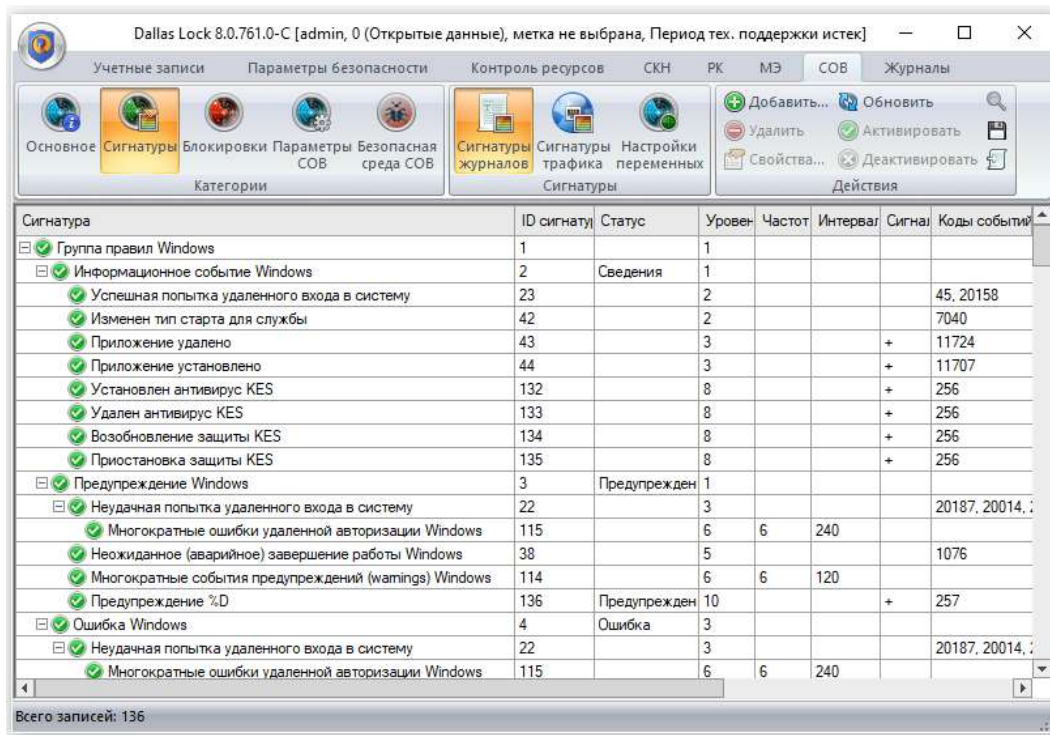 Dallas Lock 8.0.761.0-C [admin, 0 (Открытые данные), метка не выбрана, Период тех. поддержки истек]
Учетные записи Параметры безопасности Контроль ресурсов СКН РК МЭ СОВ Журналы
Основное Сигнатуры Блокировки Параметры СОВ Безопасная среда СОВ
Категории
Сигнатуры журналов Сигнатуры трафика Настройки переменных
Сигнатуры
Добавить... Обновить
Удалить Активировать
Свойства... Деактивировать
Действия
Сигнатура ID сигнату Статус Уровен Частот Интервал Сигнал Коды событий
Группа правил Windows 1 1
Информационное событие Windows 2 Сведения 1
Успешная попытка удаленного входа в систему 23 2 45, 20158
Изменен тип старта для службы 42 2 7040
Приложение удалено 43 3 + 11724
Приложение установлено 44 3 + 11707
Установлен антивирус KES 132 8 + 256
Удален антивирус KES 133 8 + 256
Возобновление защиты KES 134 8 + 256
Приостановка защиты KES 135 8 + 256
Предупреждение Windows 3 Предупрежден 1
Неудачная попытка удаленного входа в систему 22 3 20187, 20014,
Многократные ошибки удаленной авторизации Windows 115 6 6 240
Неожиданное (аварийное) завершение работы Windows 38 5 1076
Многократные события предупреждений (warnings) Windows 114 6 6 120
Предупреждение %D 136 Предупрежден 10 + 257
Ошибка Windows 4 Ошибка 3
Неудачная попытка удаленного входа в систему 22 3 20187, 20014,
Многократные ошибки удаленной авторизации Windows 115 6 6 240
Всего записей: 136